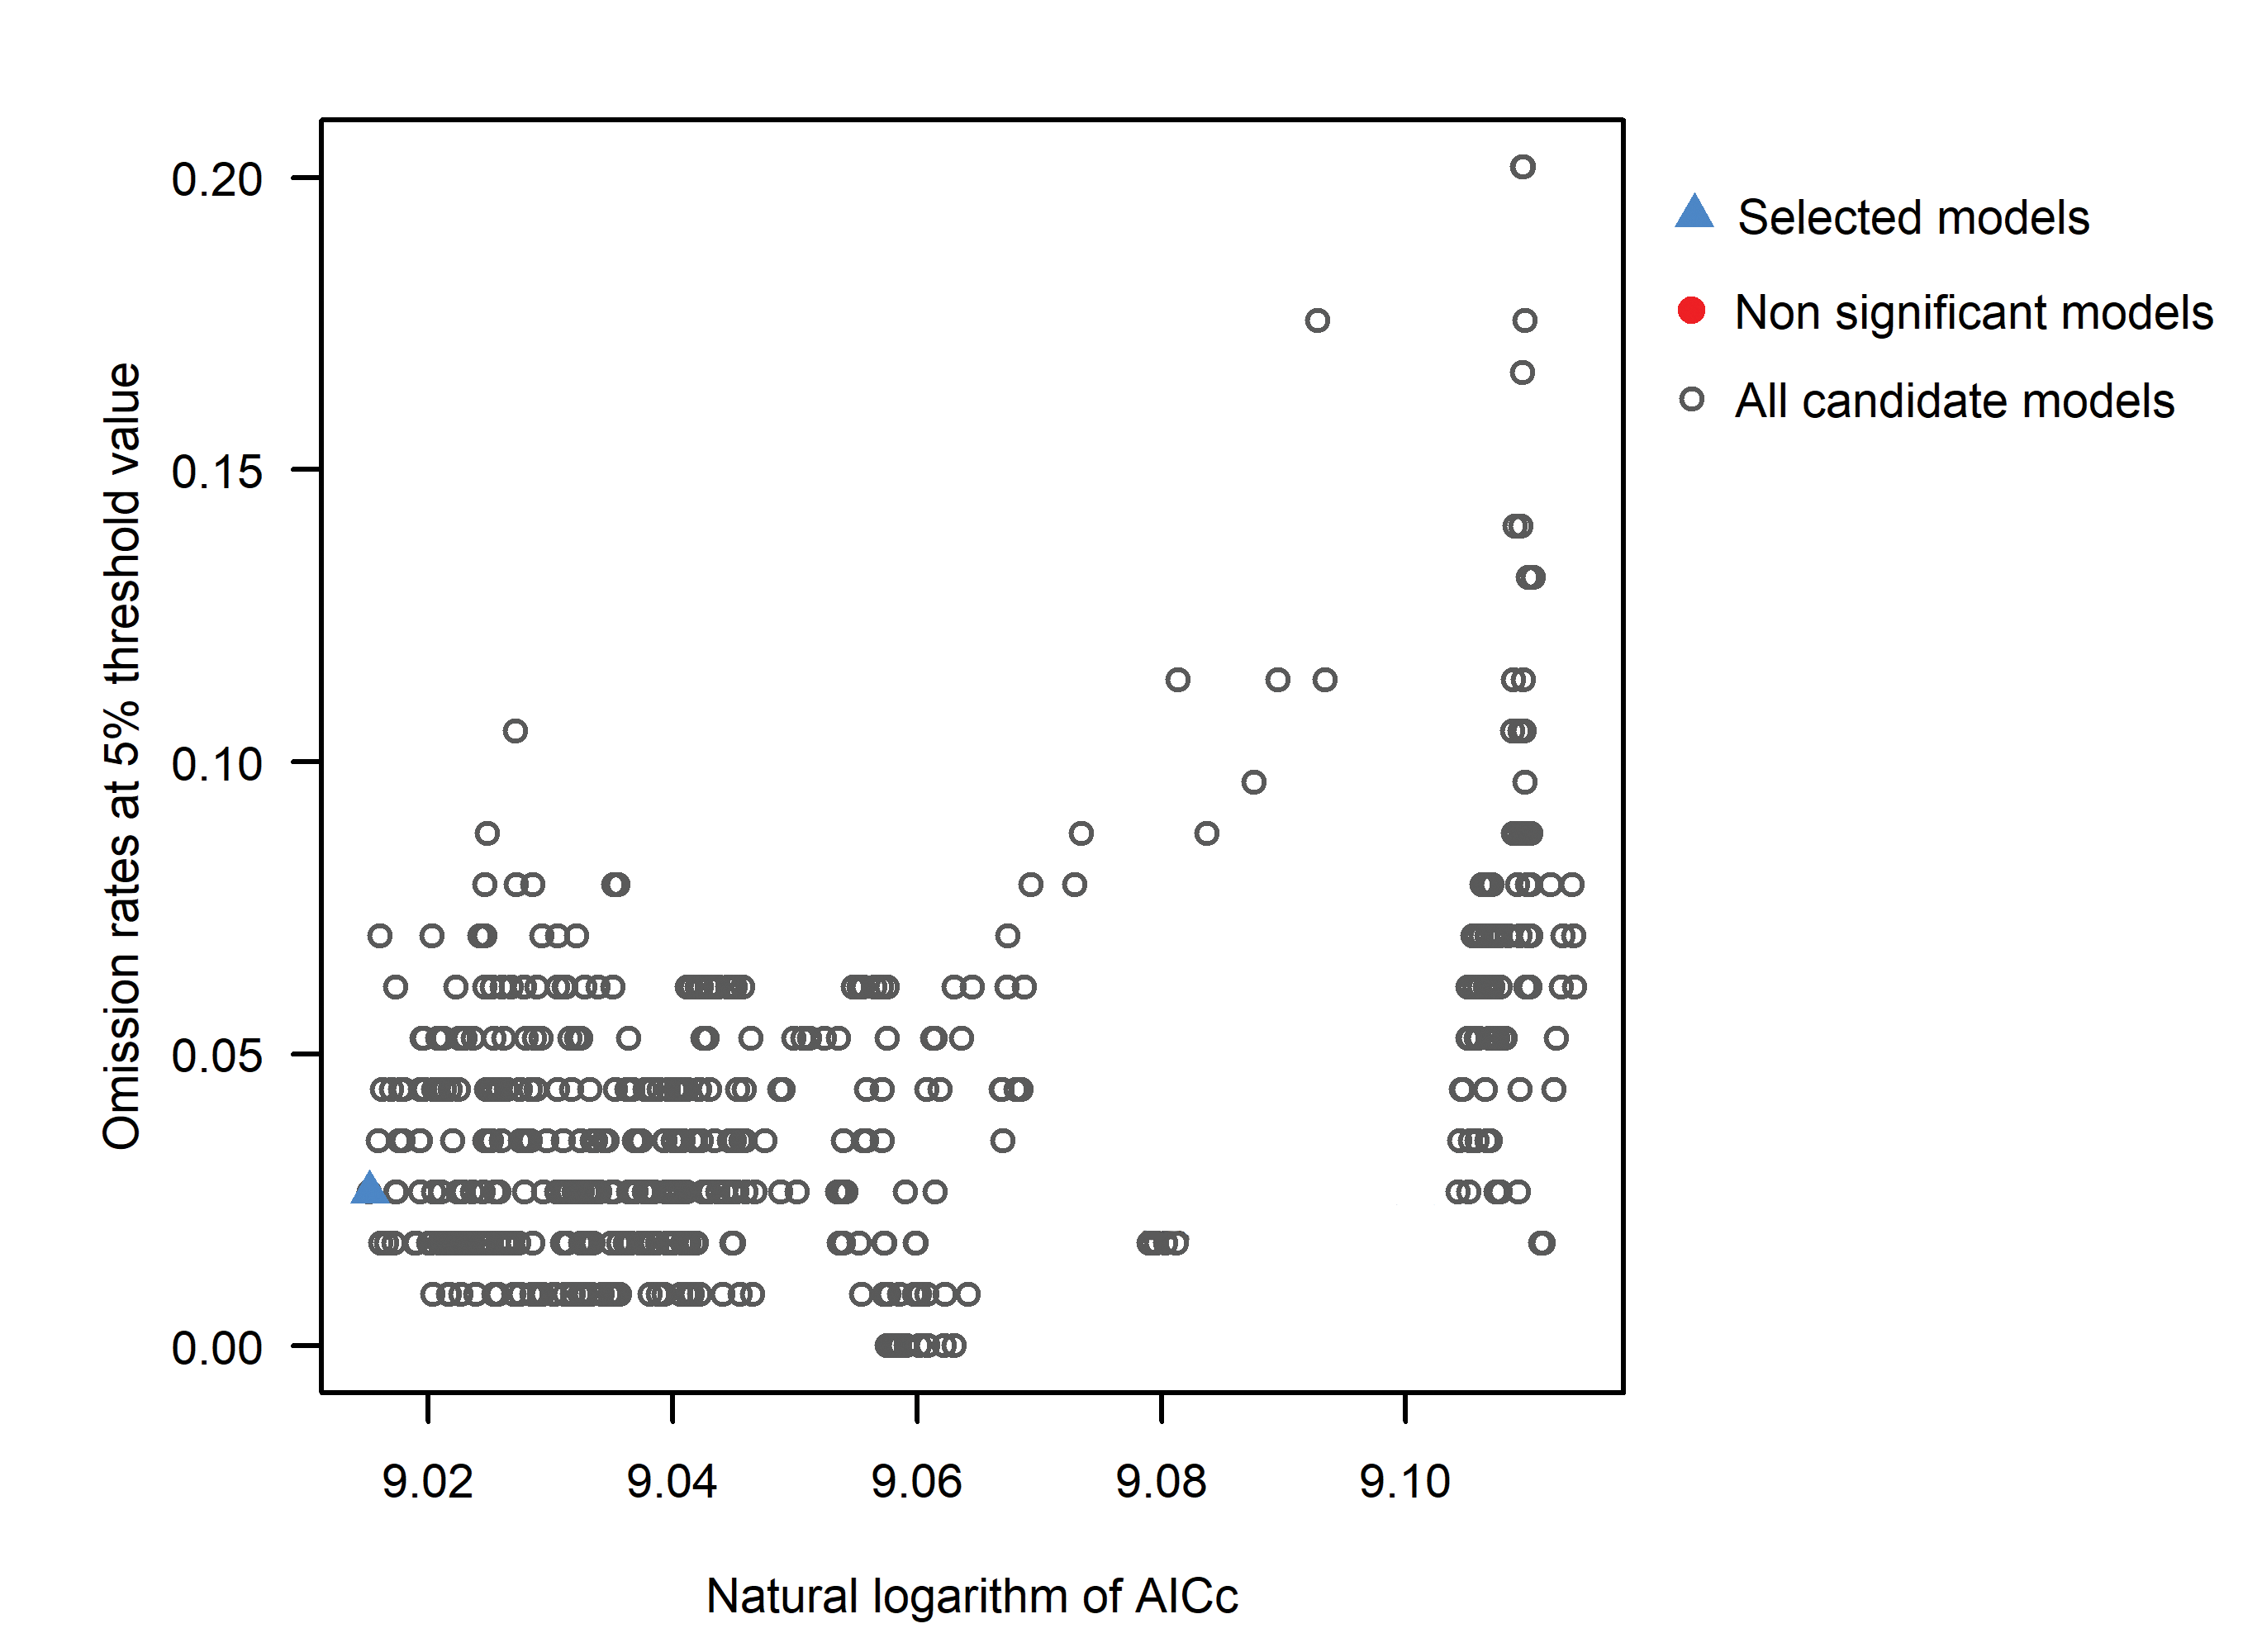 0.20
0.15
0.10
0.05
0.00
Omission rates at 5% threshold value
9.02 9.04 9.06 9.08 9.10
Natural logarithm of AICc
Selected models
Non significant models
All candidate models